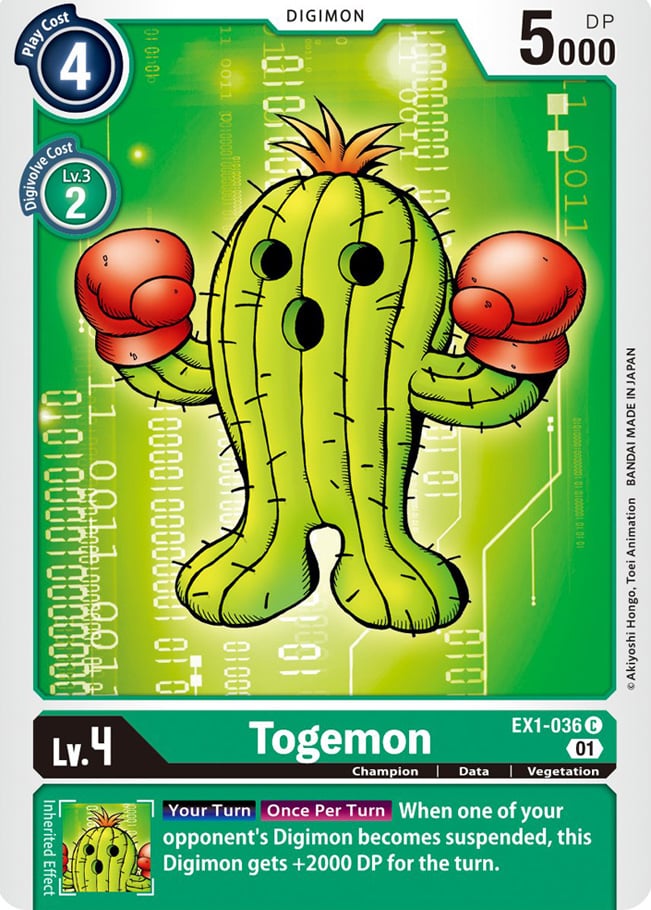 DIGIMON
Play Cost
4
DP
5000
Digivolve Cost
Lv.3
2
© Akiyoshi Hongo, Toei Animation BANDAI MADE IN JAPAN
Lv.4
Togemon
EX1-036 C
01
Champion | Data | Vegetation
Inherited Effect
Your Turn Once Per Turn When one of your
opponent's Digimon becomes suspended, this
Digimon gets +2000 DP for the turn.